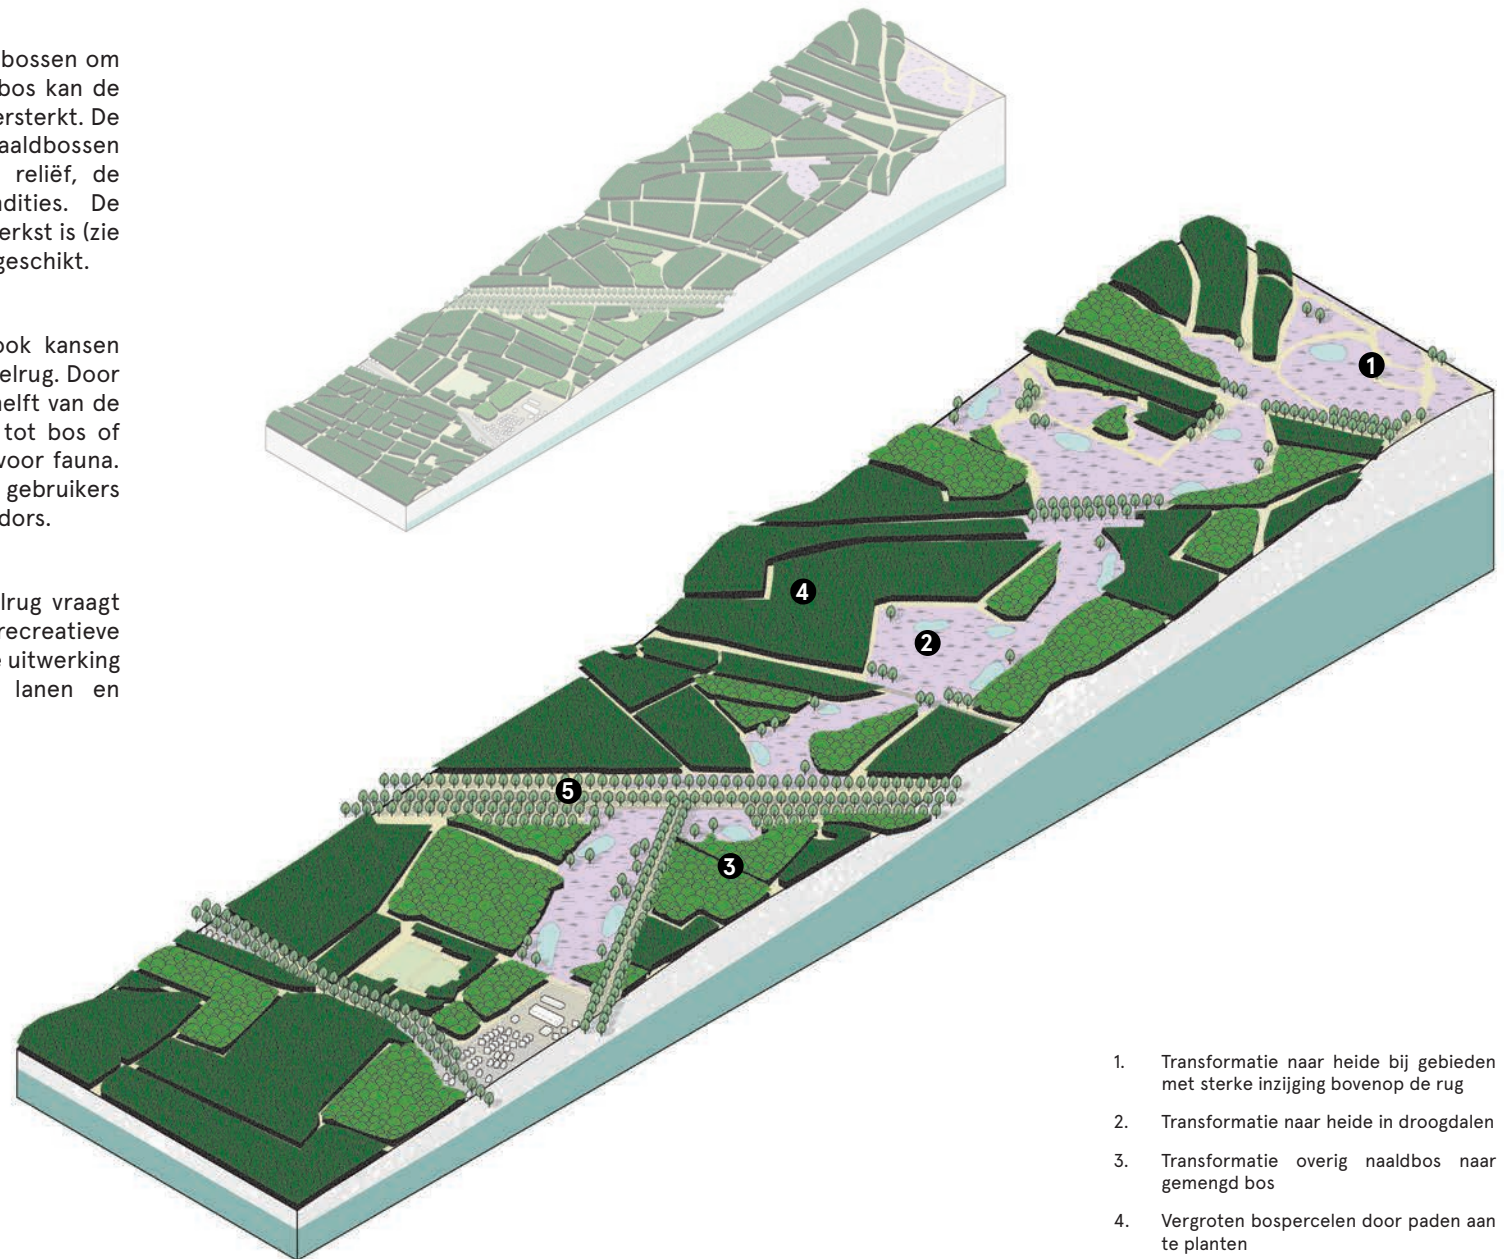 bossen om
bos kan de
ersterkt. De
aaldbossen
reliëf, de
ndities. De
erkst is (zie
geschikt.
ook kansen
elrug. Door
helft van de
tot bos of
voor fauna.
gebruikers
dors.
lrug vraagt
recreatieve
e uitwerking
lanen en
1
4
2
5
3
1. Transformatie naar heide bij gebieden
met sterke inzijging bovenop de rug
2. Transformatie naar heide in droogdalen
3. Transformatie overig naaldbos naar
gemengd bos
4. Vergroten bospercelen door paden aan
te planten